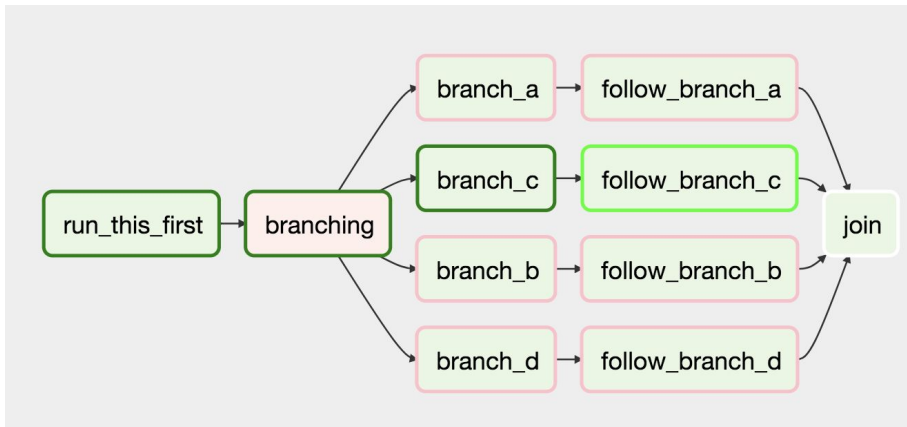 run_this_first
branching
branch_a
follow_branch_a
branch_c
follow_branch_c
branch_b
follow_branch_b
branch_d
follow_branch_d
join